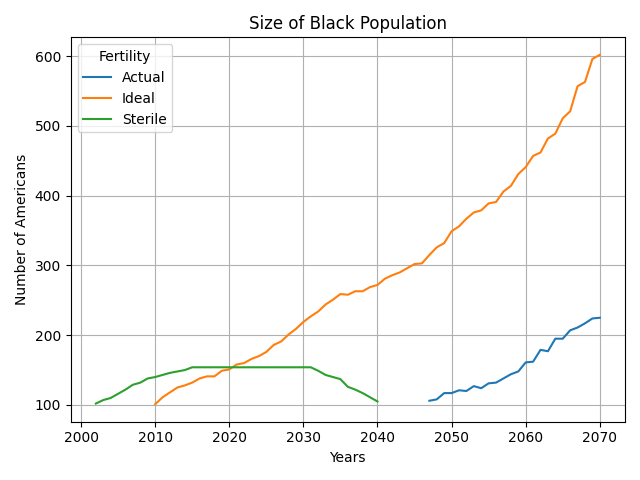 Size of Black Population
Fertility
Actual
Ideal
Sterile
Number of Americans
600
500
400
300
200
100
2000 2010 2020 2030 2040 2050 2060 2070
Years